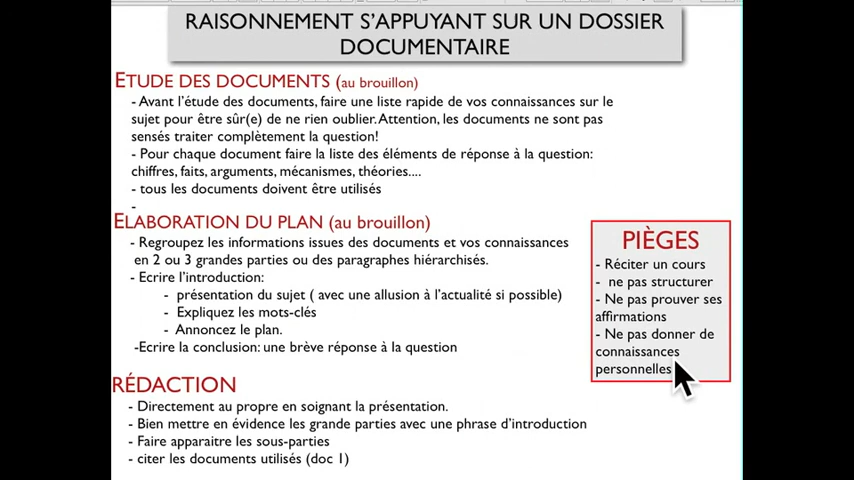 RAISONNEMENT S'APPUYANT SUR UN DOSSIER
DOCUMENTAIRE
ETUDE DES DOCUMENTS (au brouillon)
- Avant l'étude des documents, faire une liste rapide de vos connaissances sur le
sujet pour être sûr(e) de ne rien oublier. Attention, les documents ne sont pas
sensés traiter complètement la question!
- Pour chaque document faire la liste des éléments de réponse à la question:
chiffres, faits, arguments, mécanismes, théories....
- tous les documents doivent être utilisés
-
ELABORATION DU PLAN (au brouillon)
- Regroupez les informations issues des documents et vos connaissances
en 2 ou 3 grandes parties ou des paragraphes hiérarchisés.
- Ecrire l'introduction:
- présentation du sujet ( avec une allusion à l'actualité si possible)
- Expliquez les mots-clés
- Annoncez le plan.
-Ecrire la conclusion: une brève réponse à la question
PIÈGES
- Réciter un cours
- ne pas structurer
- Ne pas prouver ses
affirmations
- Ne pas donner de
connaissances
personnelles
RÉDACTION
- Directement au propre en soignant la présentation.
- Bien mettre en évidence les grande parties avec une phrase d'introduction
- Faire apparaitre les sous-parties
- citer les documents utilisés (doc 1)